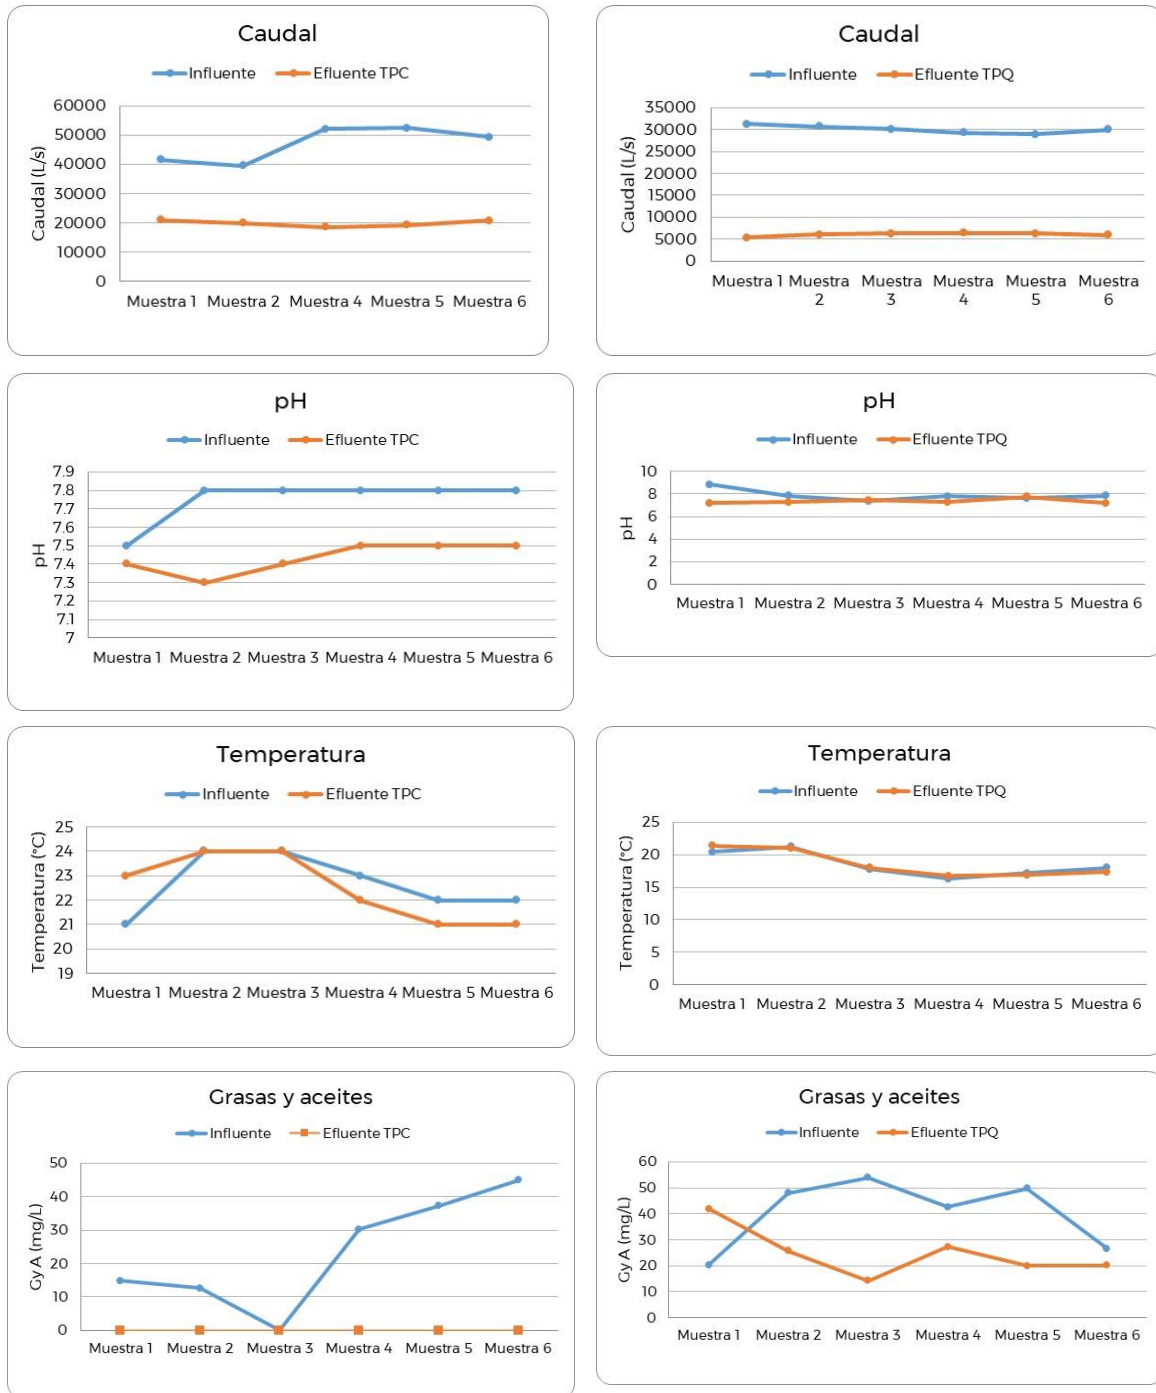 Caudal
Influente Efluente TPC
60000
50000
40000
30000
20000
10000
0
Caudal (L/s)
Muestra 1 Muestra 2 Muestra 4 Muestra 5 Muestra 6
Caudal
Influente Efluente TPQ
35000
30000
25000
20000
15000
10000
5000
0
Caudal (L/s)
Muestra 1 Muestra 2 Muestra 3 Muestra 4 Muestra 5 Muestra 6
pH
Influente Efluente TPC
7.9
7.8
7.7
7.6
7.5
7.4
7.3
7.2
7.1
7
pH
Muestra 1 Muestra 2 Muestra 3 Muestra 4 Muestra 5 Muestra 6
pH
Influente Efluente TPQ
10
8
6
4
2
0
pH
Muestra 1 Muestra 2 Muestra 3 Muestra 4 Muestra 5 Muestra 6
Temperatura
Influente Efluente TPC
25
24
23
22
21
20
19
Temperatura (°C)
Muestra 1 Muestra 2 Muestra 3 Muestra 4 Muestra 5 Muestra 6
Temperatura
Influente Efluente TPQ
25
20
15
10
5
0
Temperatura (°C)
Muestra 1 Muestra 2 Muestra 3 Muestra 4 Muestra 5 Muestra 6
Grasas y aceites
Influente Efluente TPC
50
40
30
20
10
0
Gy A (mg/L)
Muestra 1 Muestra 2 Muestra 3 Muestra 4 Muestra 5 Muestra 6
Grasas y aceites
Influente Efluente TPQ
60
50
40
30
20
10
0
Gy A (mg/L)
Muestra 1 Muestra 2 Muestra 3 Muestra 4 Muestra 5 Muestra 6